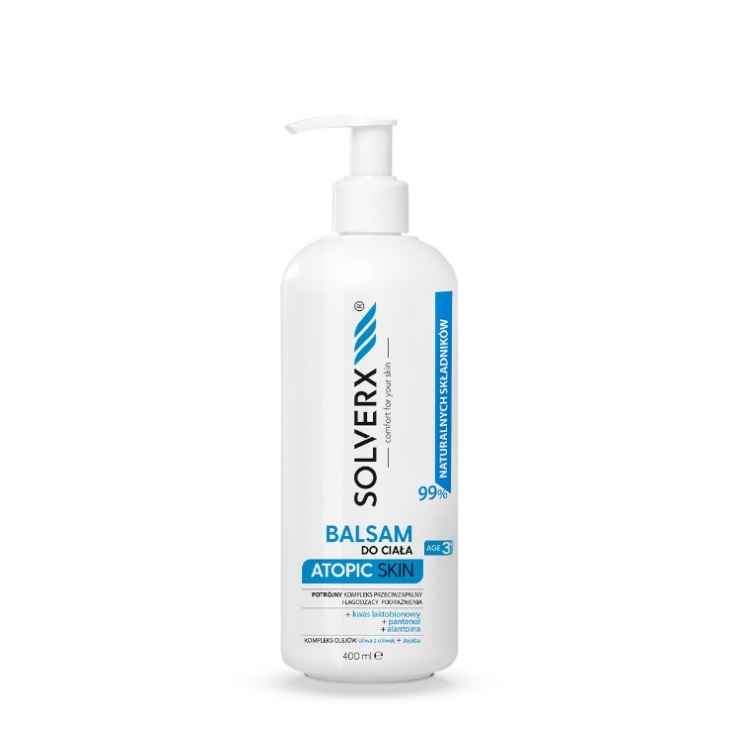 SOLVERX®
comfort for your skin
99%
NATURALNYCH SKŁADNIKÓW
BALSAM
DO CIAŁA
AGE 3
ATOPIC SKIN
POTRÓJNY KOMPLEKS PRZECIWZAPALNY
I ŁAGODZĄCY PODRAŻNIENIA
+ kwas laktobionowy
+ pantenol
+ alantoina
KOMPLEKS OLEJÓW oliwa z oliwek + jojoba
400 ml ℮